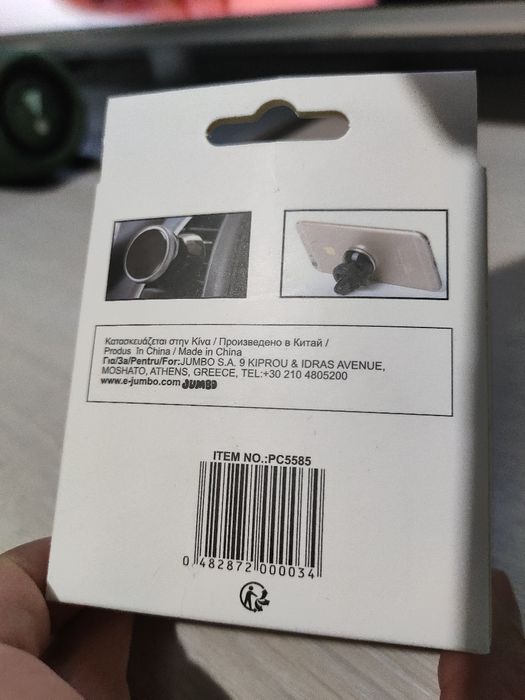 Κατασκευάζεται στην Κίνα / Произведено в Китай /
Produs în China / Made in China
Για/За/Pentru/For:JUMBO S.A. 9 KIPROU & IDRAS AVENUE,
MOSHATO, ATHENS, GREECE, TEL:+30 210 4805200
www.e-jumbo.com JUMBO
ITEM NO.:PC5585
0 482872 000034